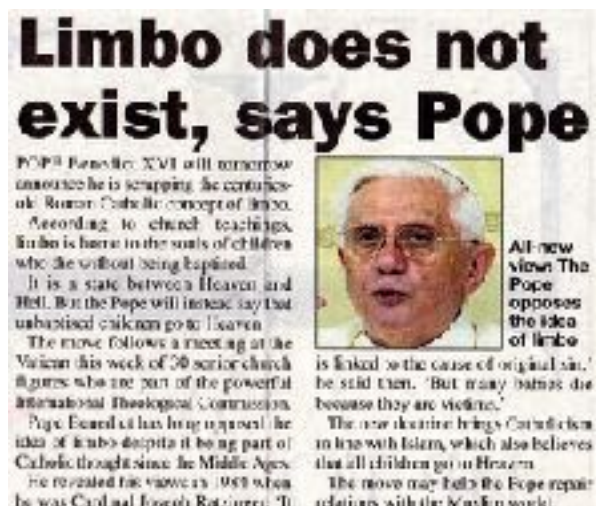 Limbo does not
exist, says Pope
POPE Benedict XVI will tomorrow
announce he is scrapping the centuries-
old Roman Catholic concept of limbo.
According to church teachings,
limbo is home to the souls of children
who die without being baptised.
It is a state between Heaven and
Hell. But the Pope will instead say that
unbaptised children go to Heaven.
The move follows a meeting at the
Vatican this week of 30 senior church
figures who are part of the powerful
International Theological Commission.
Pope Benedict has long opposed the
idea of limbo despite it being part of
Catholic thought since the Middle Ages.
He revealed his views in 1984 when
he was Cardinal Joseph Ratzinger. 'It
All-new
view: The
Pope
opposes
the idea
of limbo
is linked to the cause of original sin,'
he said then. 'But many babies die
because they are victims.'
The new doctrine brings Catholicism
in line with Islam, which also believes
that all children go to Heaven.
The move may help the Pope repair
relations with the Muslim world